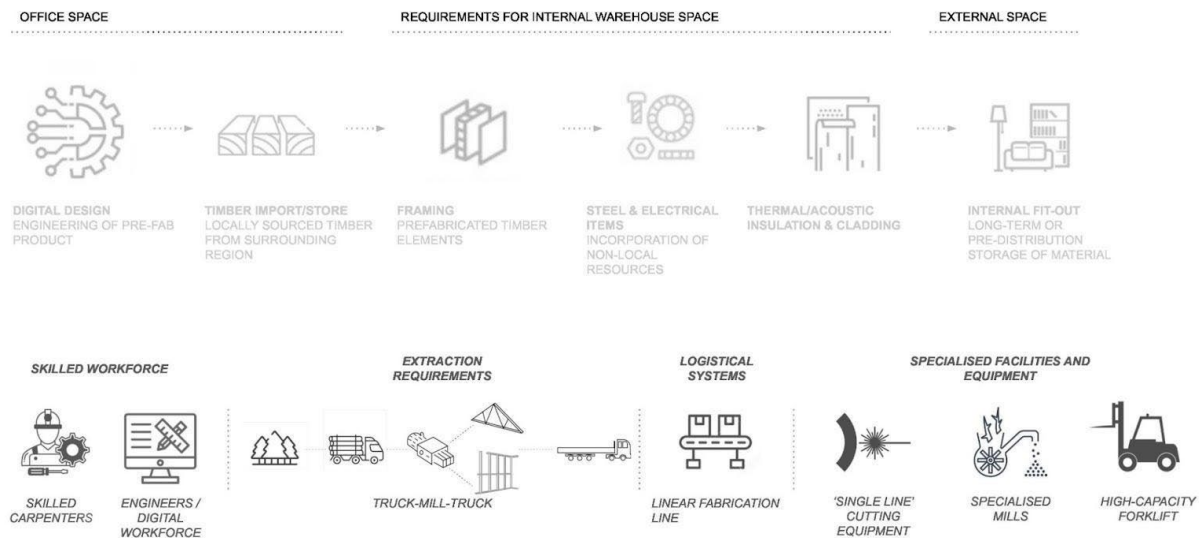 OFFICE SPACE
REQUIREMENTS FOR INTERNAL WAREHOUSE SPACE
EXTERNAL SPACE
DIGITAL DESIGN
ENGINEERING OF PRE-FAB
PRODUCT
TIMBER IMPORT/STORE
LOCALLY SOURCED TIMBER
FROM SURROUNDING
REGION
FRAMING
PREFABRICATED TIMBER
ELEMENTS
STEEL & ELECTRICAL
ITEMS
INCORPORATION OF
NON-LOCAL
RESOURCES
THERMAL/ACOUSTIC
INSULATION & CLADDING
INTERNAL FIT-OUT
LONG-TERM OR
PRE-DISTRIBUTION
STORAGE OF MATERIAL
SKILLED WORKFORCE
EXTRACTION
REQUIREMENTS
LOGISTICAL
SYSTEMS
SPECIALISED FACILITIES AND
EQUIPMENT
SKILLED
CARPENTERS
ENGINEERS /
DIGITAL
WORKFORCE
TRUCK-MILL-TRUCK
LINEAR FABRICATION
LINE
'SINGLE LINE'
CUTTING
EQUIPMENT
SPECIALISED
MILLS
HIGH-CAPACITY
FORKLIFT